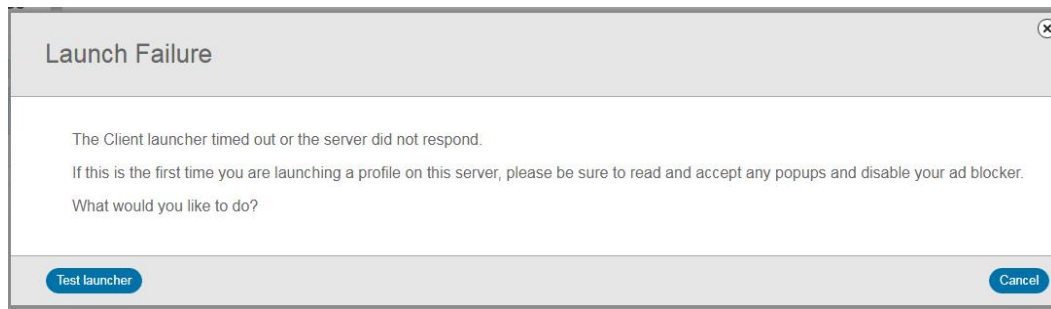 Launch Failure
The Client launcher timed out or the server did not respond.
If this is the first time you are launching a profile on this server, please be sure to read and accept any popups and disable your ad blocker.
What would you like to do?
Test launcher
Cancel